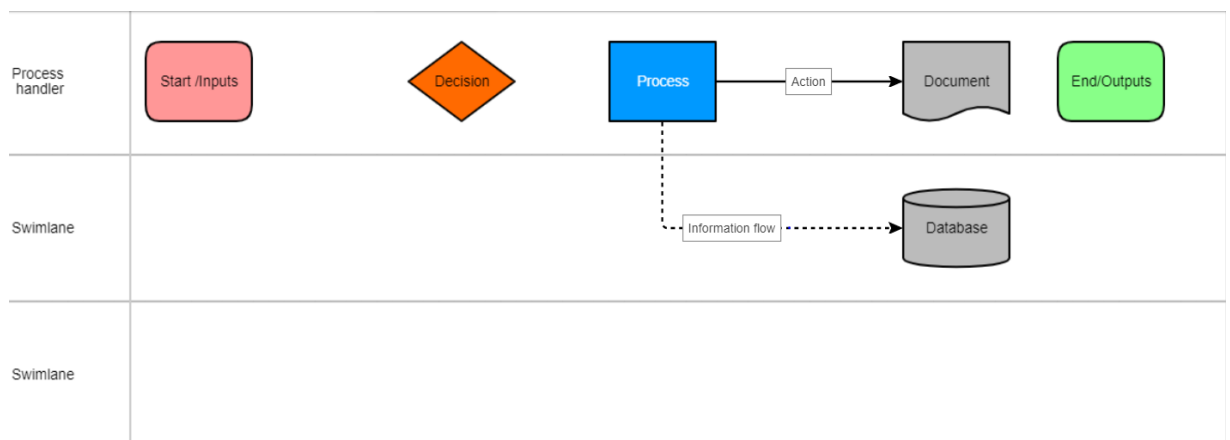 Process
handler
Start /Inputs
Decision
Process
Action
Document
End/Outputs
Swimlane
Information flow
Database
Swimlane